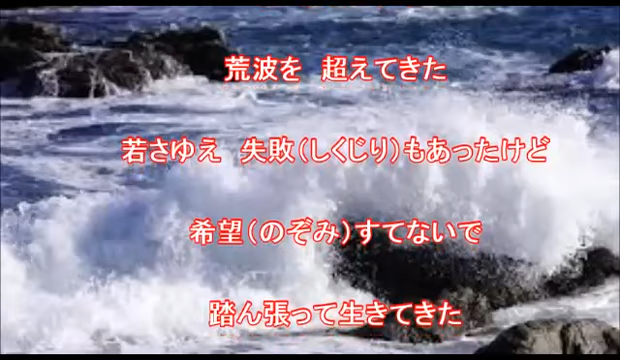 荒波を　超えてきた
若さゆえ　失敗（しくじり）もあったけど
希望（のぞみ）すてないで
踏ん張って生きてきた